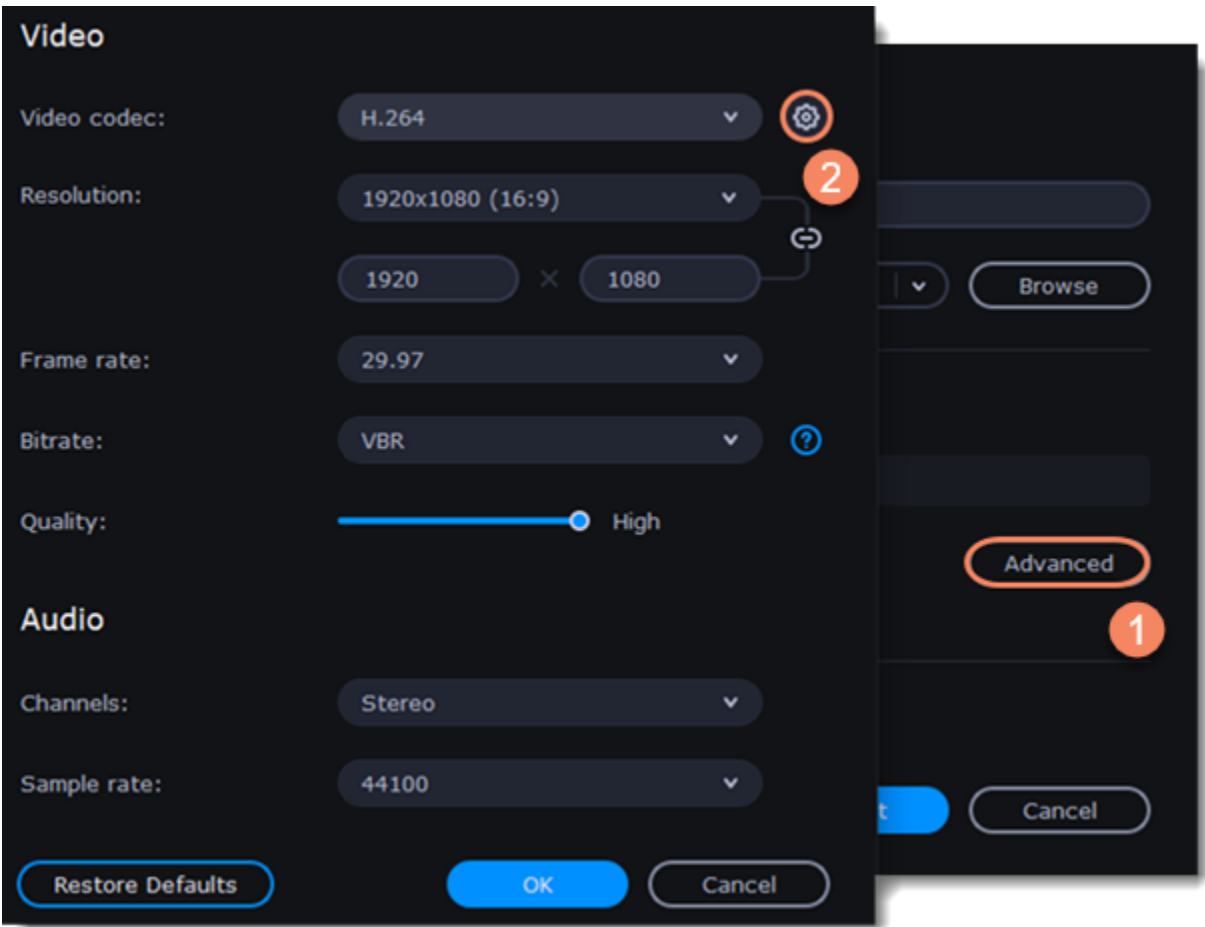 Video
Video codec: H.264
2
Resolution: 1920x1080 (16:9)
1920 × 1080
Browse
Frame rate: 29.97
Bitrate: VBR ?
Quality: High
Advanced
1
Audio
Channels: Stereo
Sample rate: 44100
t Cancel
Restore Defaults OK Cancel